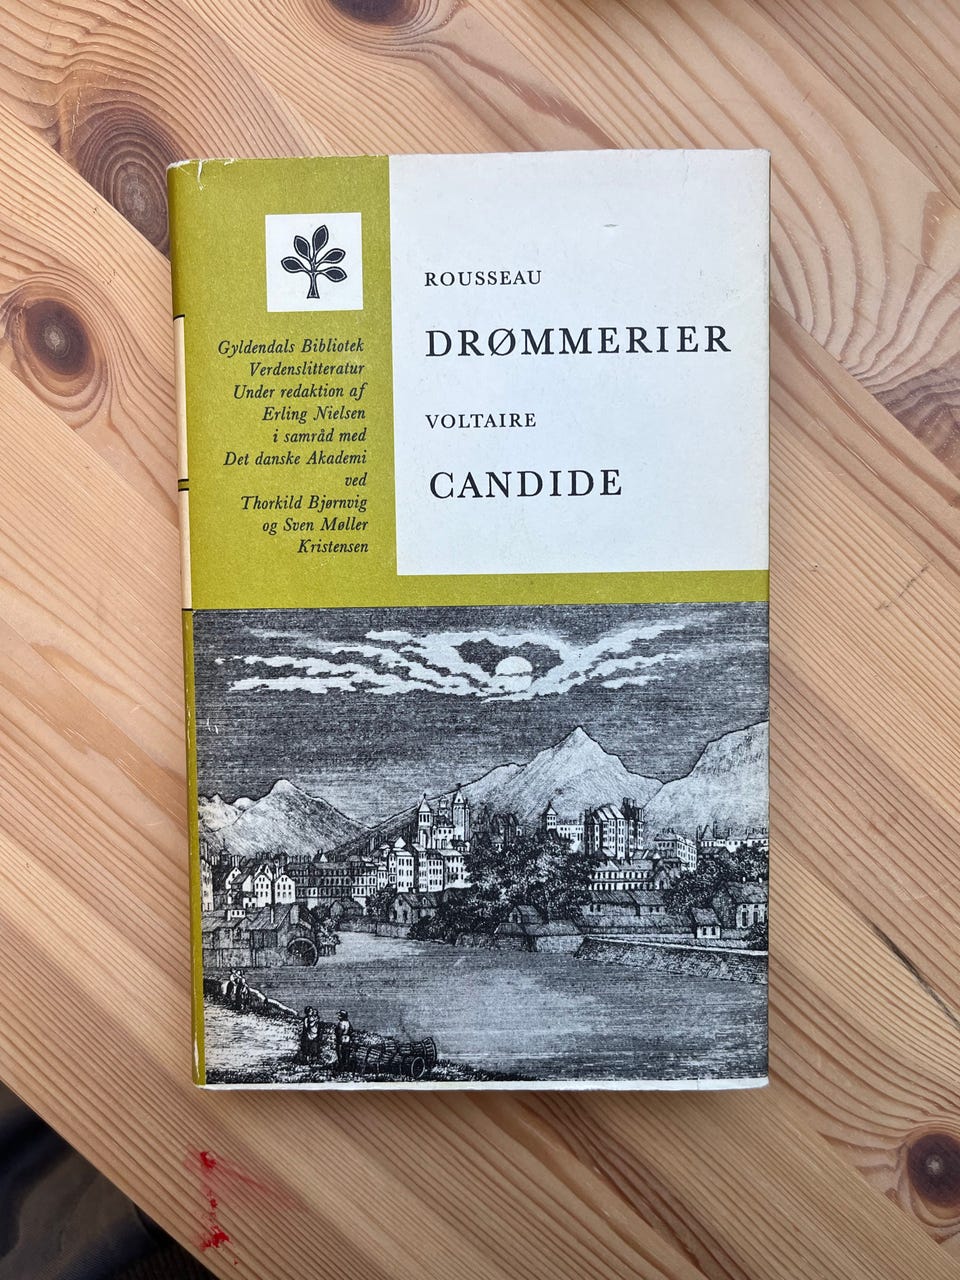 Gyldendals Bibliotek
Verdenslitteratur
Under redaktion af
Erling Nielsen
i samråd med
Det danske Akademi
ved
Thorkild Bjørnvig
og Sven Møller
Kristensen
ROUSSEAU
DRØMMERIER
VOLTAIRE
CANDIDE